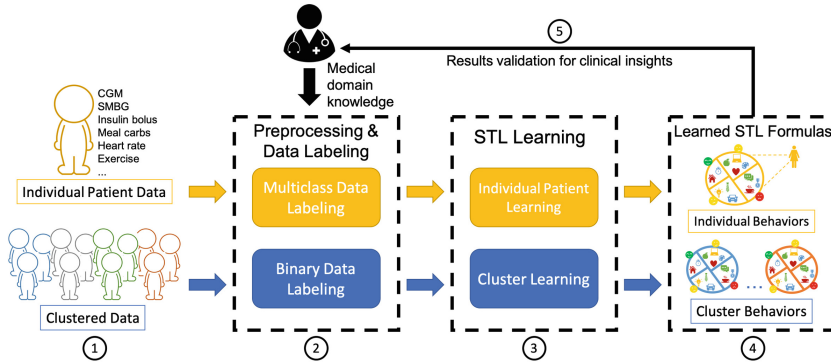 5
Results validation for clinical insights
Medical
domain
knowledge
CGM
SMBG
Insulin bolus
Meal carbs
Heart rate
Exercise
...
Individual Patient Data
Preprocessing &
Data Labeling
Multiclass Data
Labeling
STL Learning
Individual Patient
Learning
Learned STL Formulas
Individual Behaviors
Clustered Data
Binary Data
Labeling
Cluster Learning
...
Cluster Behaviors
1
2
3
4